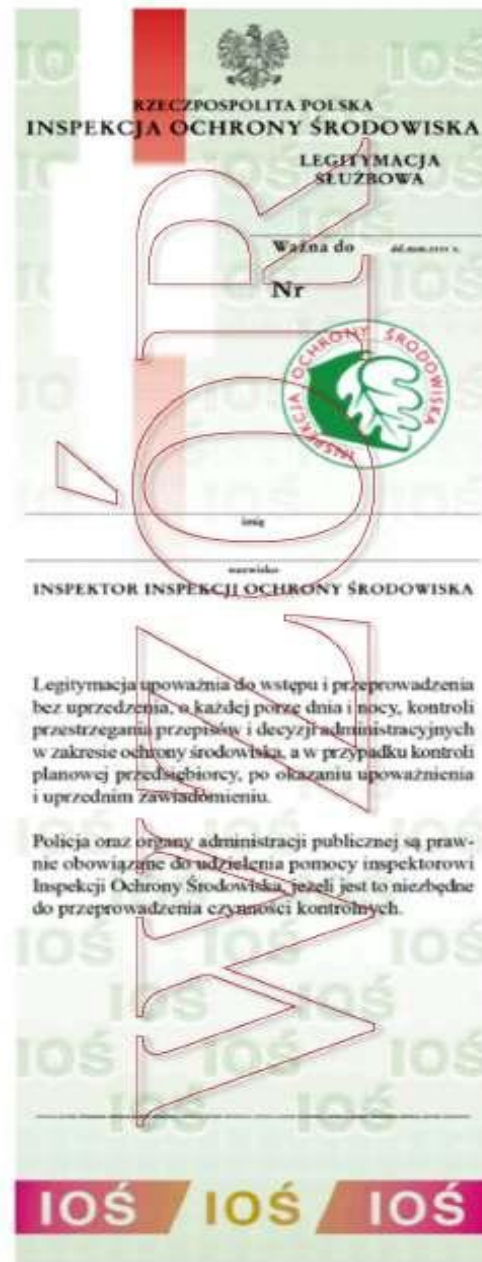 RZECZPOSPOLITA POLSKA
INSPEKCJA OCHRONY ŚRODOWISKA
LEGITYMACJA
SŁUŻBOWA
Ważna do dd.mm.rrrr r.
Nr
INSPEKCJA OCHRONY ŚRODOWISKA
imię
nazwisko
INSPEKTOR INSPEKCJI OCHRONY ŚRODOWISKA
Legitymacja upoważnia do wstępu i przeprowadzenia
bez uprzedzenia, o każdej porze dnia i nocy, kontroli
przestrzegania przepisów i decyzji administracyjnych
w zakresie ochrony środowiska, a w przypadku kontroli
planowej przedsiębiorcy, po okazaniu upoważnienia
i uprzednim zawiadomieniu.
Policja oraz organy administracji publicznej są praw-
nie obowiązane do udzielenia pomocy inspektorowi
Inspekcji Ochrony Środowiska, jeżeli jest to niezbędne
do przeprowadzenia czynności kontrolnych.
IOŚ IOŚ IOŚ
WZÓR